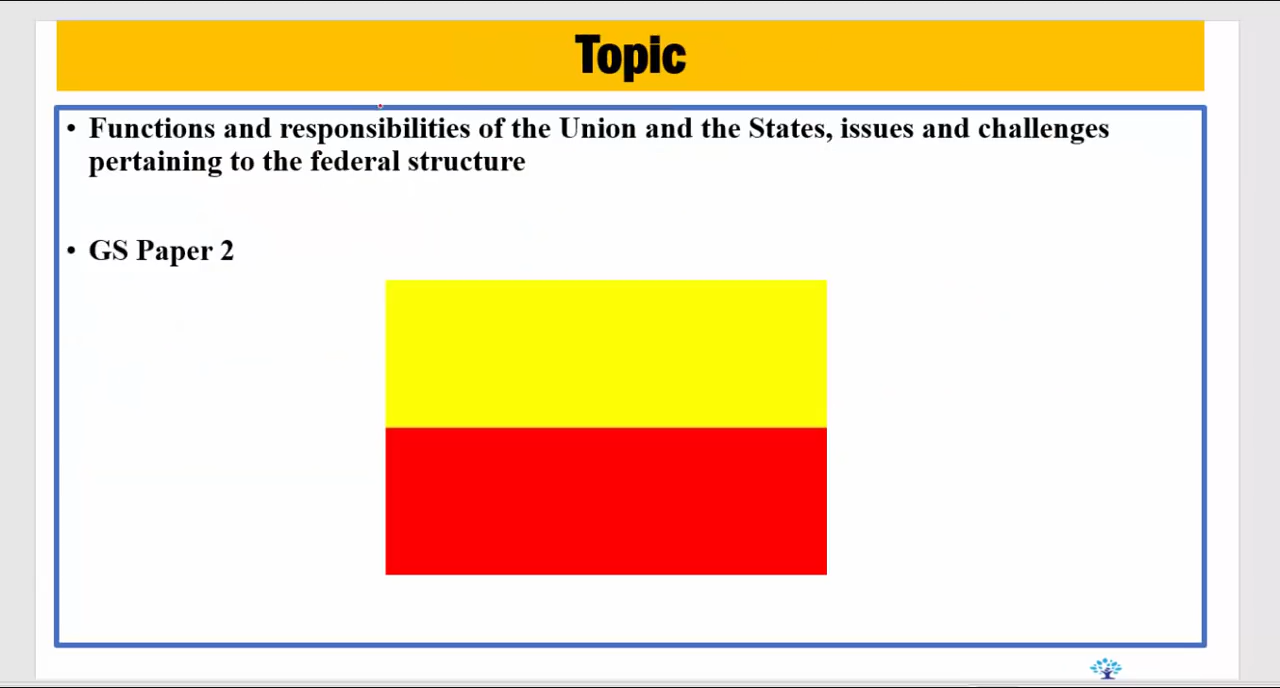 Topic
• Functions and responsibilities of the Union and the States, issues and challenges
pertaining to the federal structure
• GS Paper 2